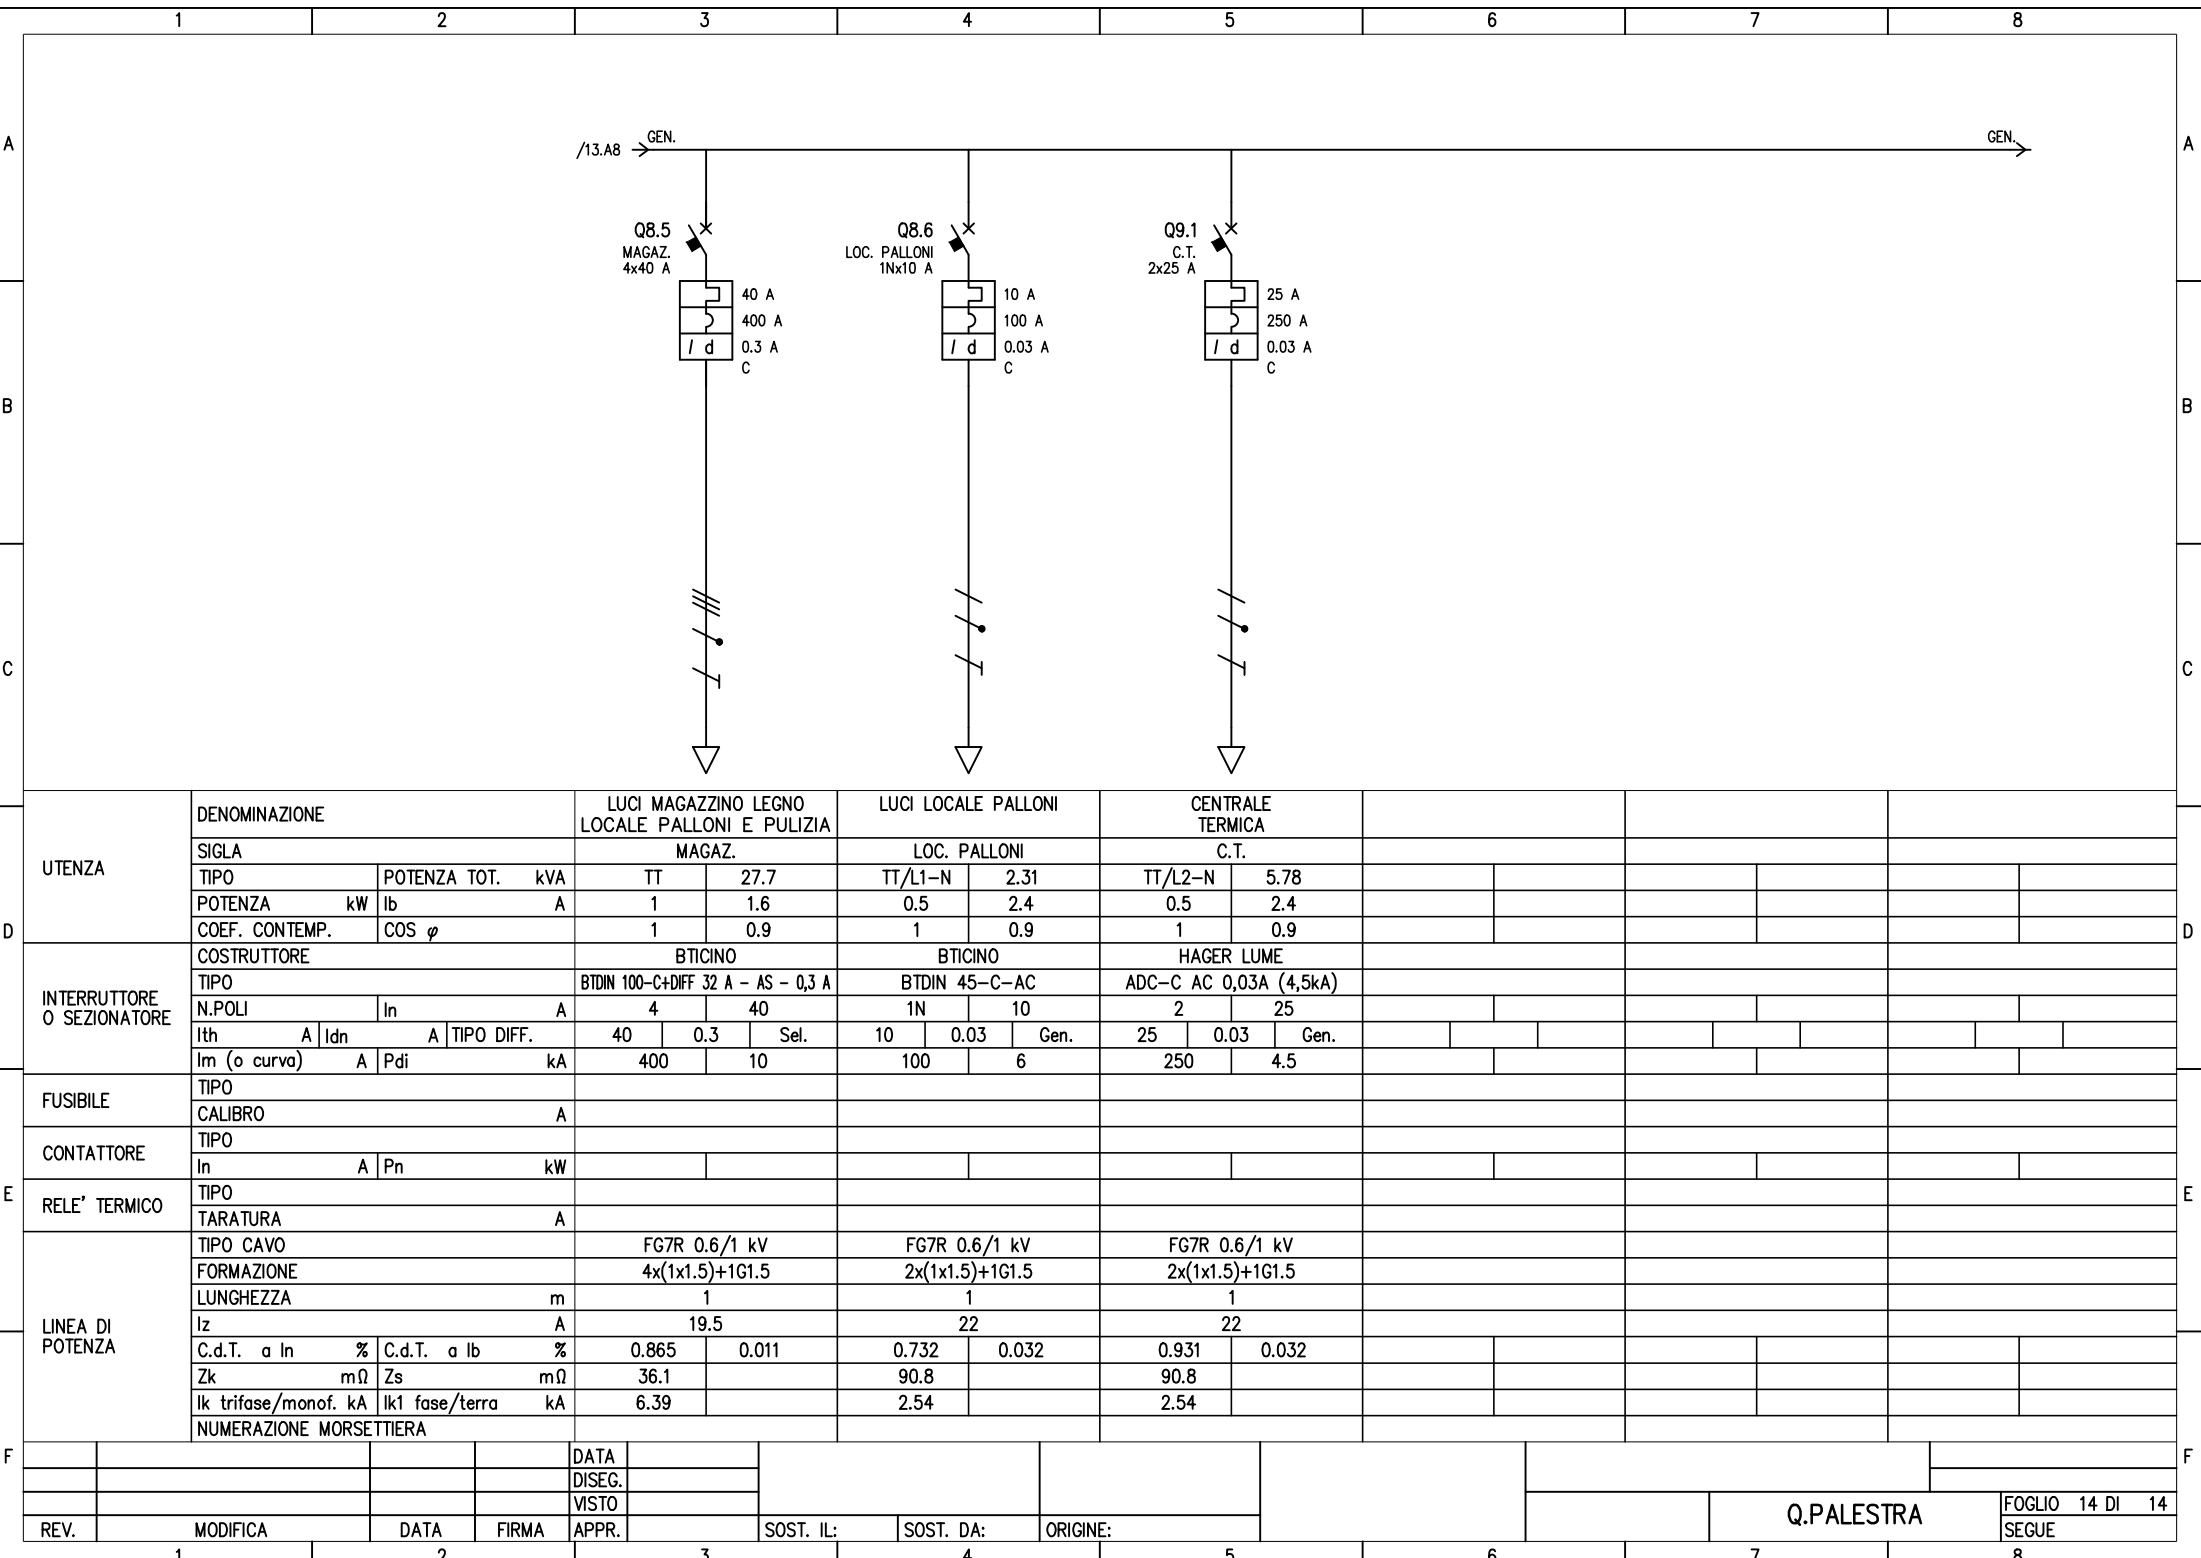 1 2 3 4 5 6 7 8
A A
/13.A8 GEN. GEN.
Q8.5
MAGAZ.
4x40 A
40 A
400 A
I d 0.3 A
C
Q8.6
LOC. PALLONI
1Nx10 A
10 A
100 A
I d 0.03 A
C
Q9.1
C.T.
2x25 A
25 A
250 A
I d 0.03 A
C
B B
C C
D D
E E
F F
UTENZA
DENOMINAZIONE LUCI MAGAZZINO LEGNO LUCI LOCALE PALLONI CENTRALE
LOCALE PALLONI E PULIZIA TERMICA
SIGLA MAGAZ. LOC. PALLONI C.T.
TIPO POTENZA TOT. kVA TT 27.7 TT/L1-N 2.31 TT/L2-N 5.78
POTENZA kW Ib A 1 1.6 0.5 2.4 0.5 2.4
COEF. CONTEMP. COS φ 1 0.9 1 0.9 1 0.9
INTERRUTTORE
O SEZIONATORE
COSTRUTTORE BTICINO BTICINO HAGER LUME
TIPO BTDIN 100-C+DIFF 32 A - AS - 0,3 A BTDIN 45-C-AC ADC-C AC 0,03A (4,5kA)
N.POLI In A 4 40 1N 10 2 25
Ith A Idn A TIPO DIFF. 40 0.3 Sel. 10 0.03 Gen. 25 0.03 Gen.
Im (o curva) A Pdi kA 400 10 100 6 250 4.5
FUSIBILE
TIPO
CALIBRO A
CONTATTORE
TIPO
In A Pn kW
RELE' TERMICO
TIPO
TARATURA A
LINEA DI
POTENZA
TIPO CAVO FG7R 0.6/1 kV FG7R 0.6/1 kV FG7R 0.6/1 kV
FORMAZIONE 4x(1x1.5)+1G1.5 2x(1x1.5)+1G1.5 2x(1x1.5)+1G1.5
LUNGHEZZA m 1 1 1
Iz A 19.5 22 22
C.d.T. a In % C.d.T. a Ib % 0.865 0.011 0.732 0.032 0.931 0.032
Zk mΩ Zs mΩ 36.1 90.8 90.8
Ik trifase/monof. kA Ik1 fase/terra kA 6.39 2.54 2.54
NUMERAZIONE MORSETTIERA
DATA
DISEG.
VISTO
REV. MODIFICA DATA FIRMA APPR. SOST. IL: SOST. DA: ORIGINE:
Q.PALESTRA
FOGLIO 14 DI 14
SEGUE
1 2 3 4 5 6 7 8